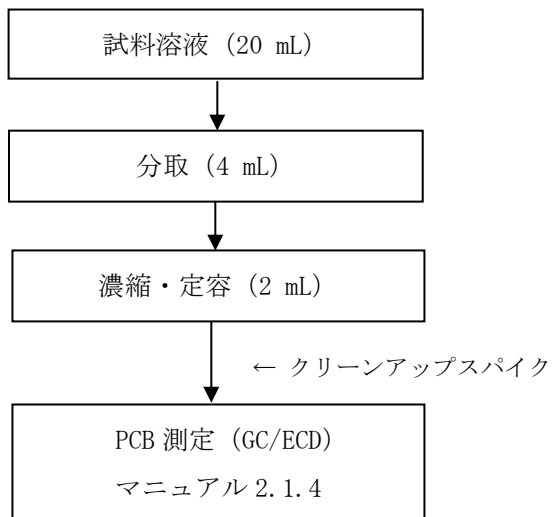 試料溶液 (20 mL)
分取 (4 mL)
濃縮・定容 (2 mL)
← クリーンアップスパイク
PCB 測定 (GC/ECD)
マニュアル 2.1.4